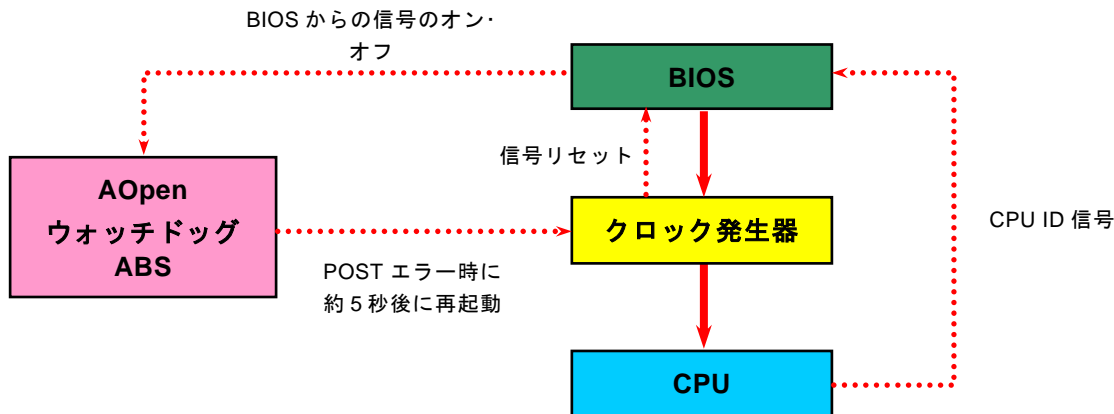 BIOS からの信号のオン･
オフ
BIOS
信号リセット
AOpen
ウォッチドッグ
ABS
クロック発生器
CPU ID 信号
POST エラー時に
約 5 秒後に再起動
CPU